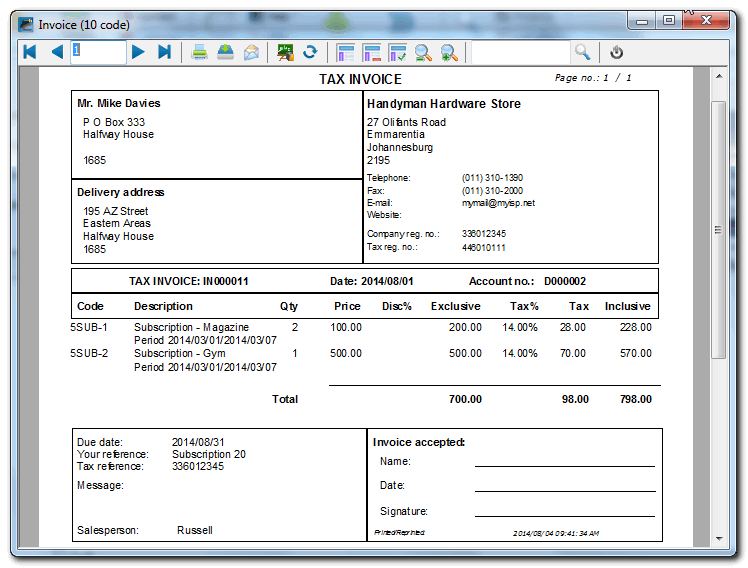 Invoice (10 code)
1
TAX INVOICE
Page no.: 1 / 1
Mr. Mike Davies
P O Box 333
Halfway House
1685
Delivery address
195 AZ Street
Eastern Areas
Halfway House
1685
Handyman Hardware Store
27 Olifants Road
Emmarentia
Johannesburg
2195
Telephone: (011) 310-1390
Fax: (011) 310-2000
E-mail: mymail@myisp.net
Website:
Company reg. no.: 336012345
Tax reg. no.: 446010111
TAX INVOICE: IN000011 Date: 2014/08/01 Account no.: D000002
Code Description Qty Price Disc% Exclusive Tax% Tax Inclusive
5SUB-1 Subscription - Magazine 2 100.00 200.00 14.00% 28.00 228.00
Period 2014/03/01/2014/03/07
5SUB-2 Subscription - Gym 1 500.00 500.00 14.00% 70.00 570.00
Period 2014/03/01/2014/03/07
Total 700.00 98.00 798.00
Due date: 2014/08/31
Your reference: Subscription 20
Tax reference: 336012345
Message:
Salesperson: Russell
Invoice accepted:
Name:
Date:
Signature:
Printed/Reprinted: 2014/08/04 09:41:34 AM